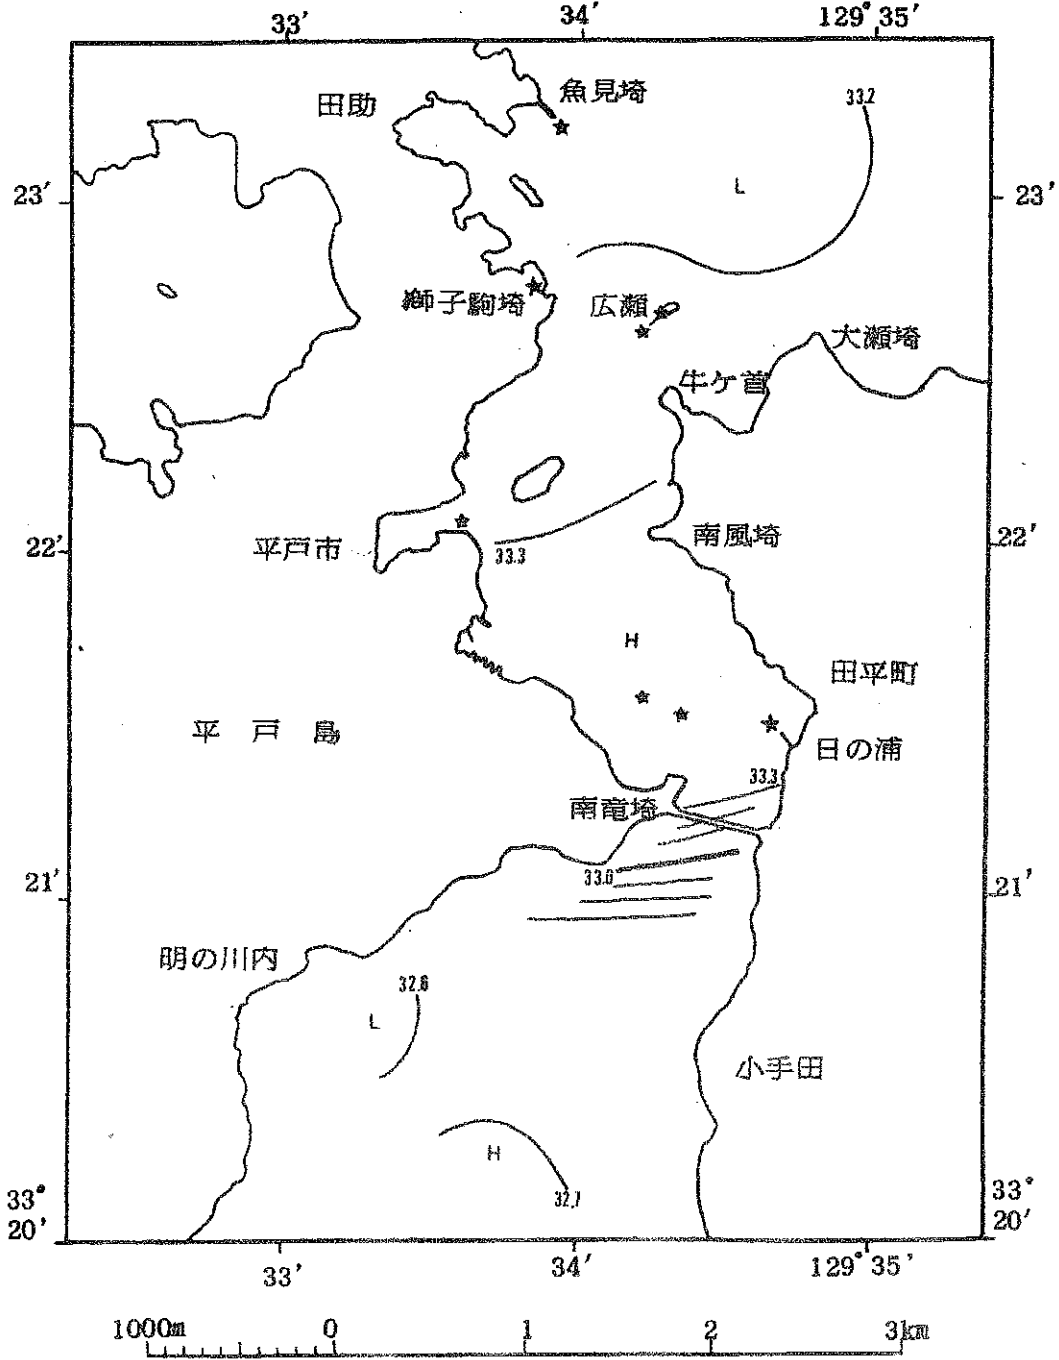 33′ 34′ 129°35′
田助 魚見埼 33.2
23′ L 23′
獅子駒埼 広瀬
大瀬埼
牛ケ首
22′ 平戸市 33.3 南風埼 22′
H
田平町
平戸島 日の浦
33.3
南竜埼
21′ 33.0 21′
明の川内
32.6
L
小手田
H
33° 32.7 33°
20′ 20′
33′ 34′ 129°35′
1000m 0 1 2 3km